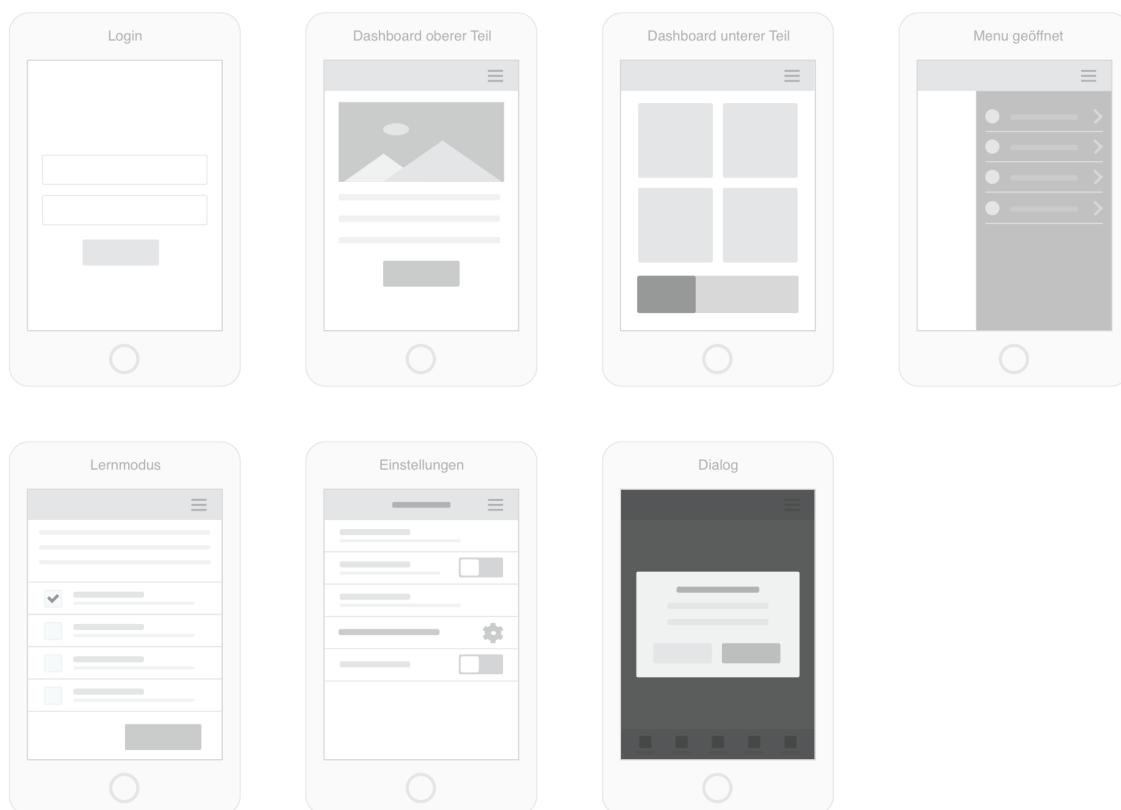 Login
Dashboard oberer Teil
Dashboard unterer Teil
Menu geöffnet
Lernmodus
Einstellungen
Dialog